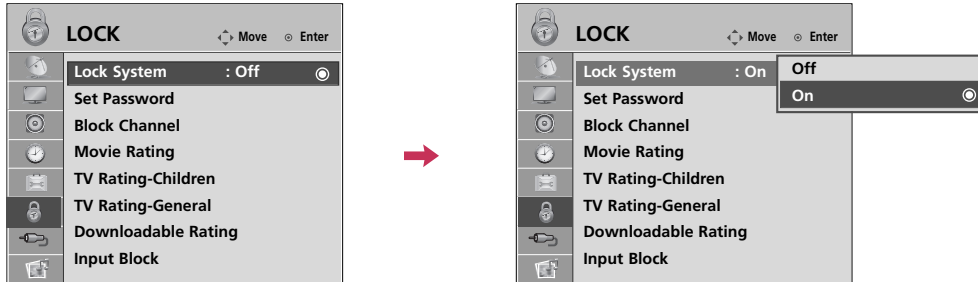 LOCK
Move Enter
Lock System : Off
Set Password
Block Channel
Movie Rating
TV Rating-Children
TV Rating-General
Downloadable Rating
Input Block
LOCK
Move Enter
Lock System : On
Set Password
Block Channel
Movie Rating
TV Rating-Children
TV Rating-General
Downloadable Rating
Input Block
Off
On